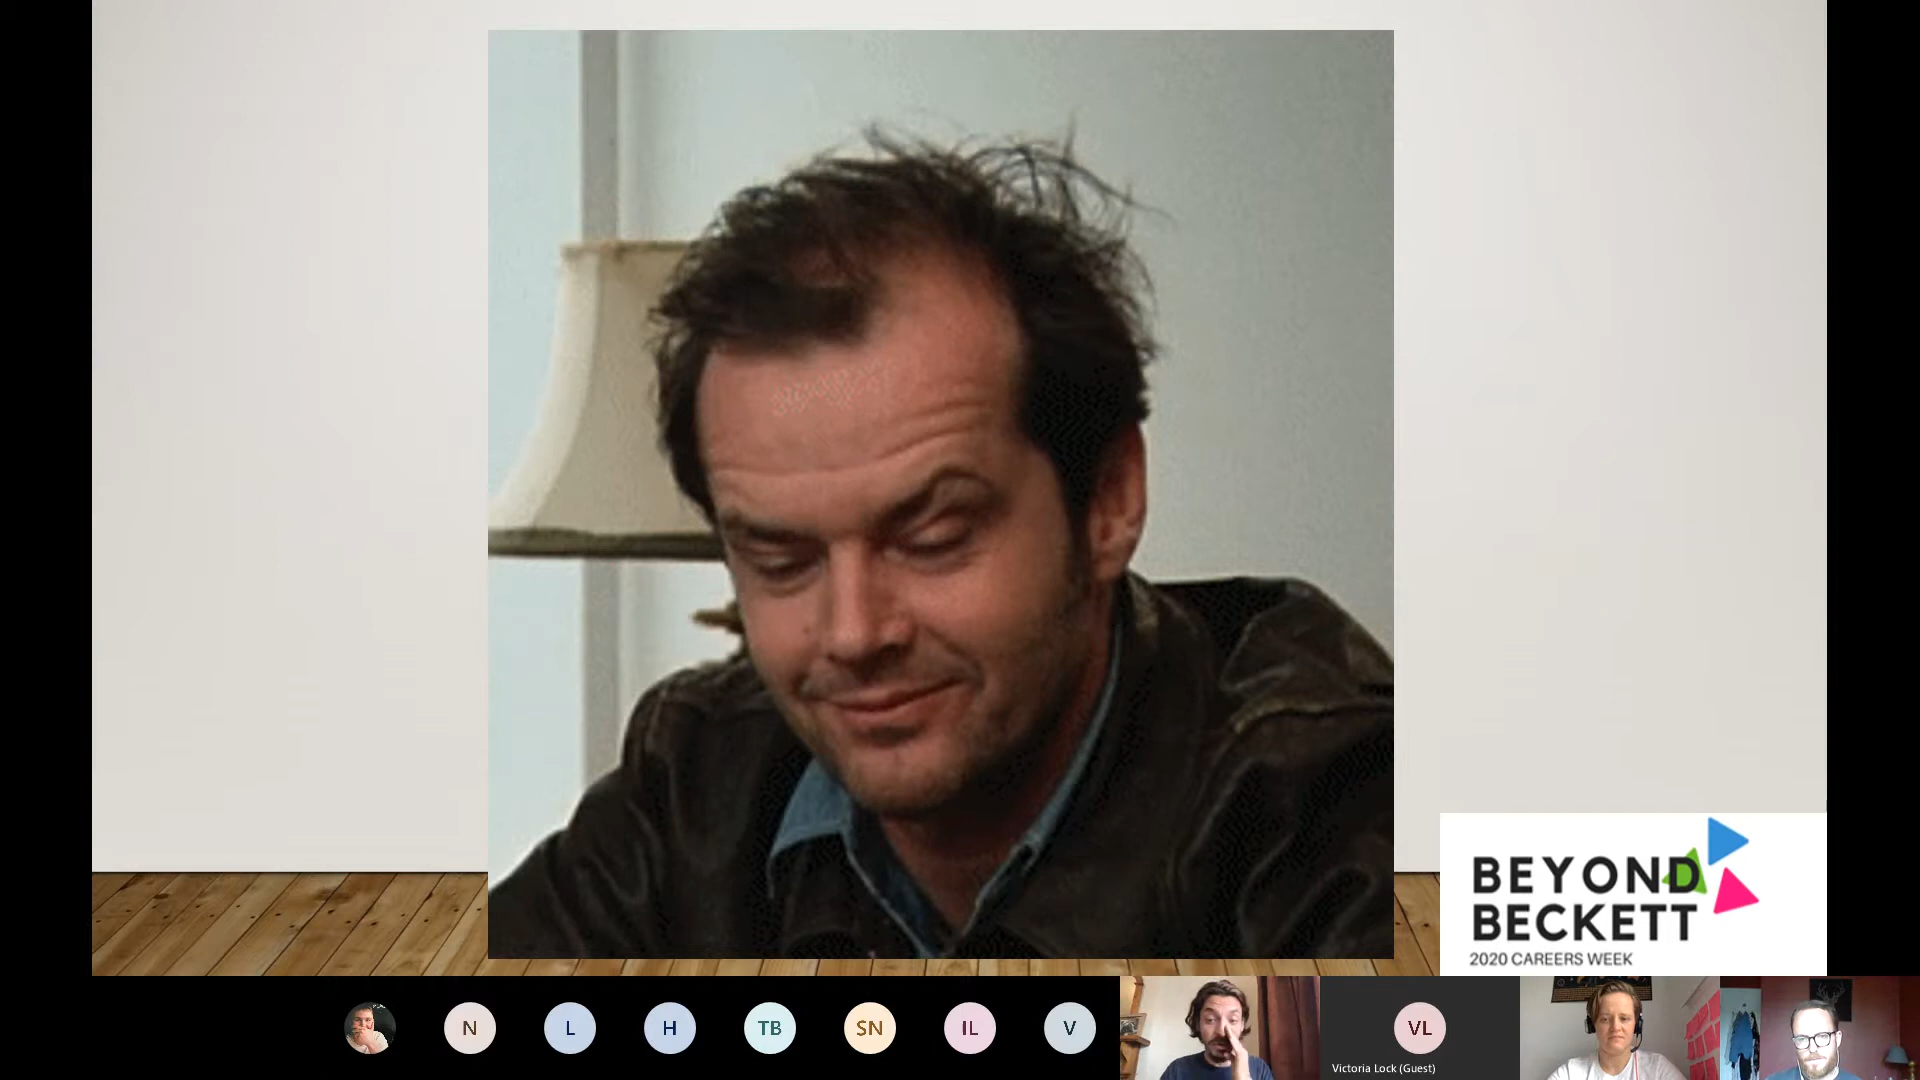 BEYOND
BECKETT
2020 CAREERS WEEK
N
L
H
TB
SN
IL
V
VL
Victoria Lock (Guest)